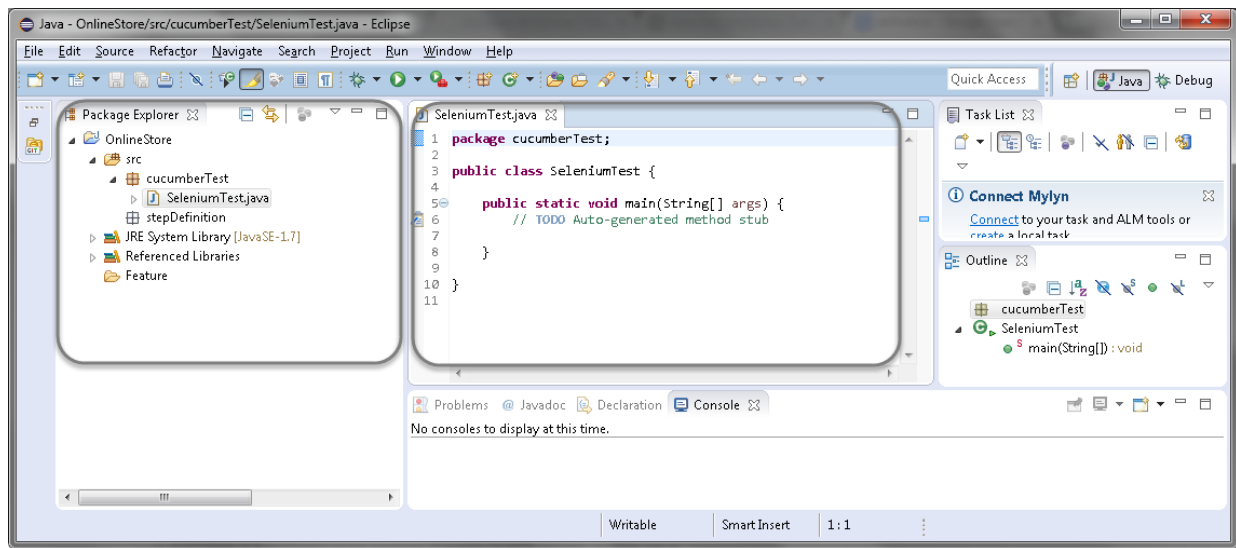 Java - OnlineStore/src/cucumberTest/SeleniumTest.java - Eclipse
File Edit Source Refactor Navigate Search Project Run Window Help
Quick Access Java Debug
Package Explorer
OnlineStore
src
cucumberTest
SeleniumTest.java
stepDefinition
JRE System Library [JavaSE-1.7]
Referenced Libraries
Feature
SeleniumTest.java
1 package cucumberTest;
2
3 public class SeleniumTest {
4
5 public static void main(String[] args) {
6 // TODO Auto-generated method stub
7
8 }
9
10 }
11
Task List
Connect Mylyn
Connect to your task and ALM tools or
create a local task
Outline
cucumberTest
SeleniumTest
S main(String[]) : void
Problems @ Javadoc Declaration Console
No consoles to display at this time.
Writable Smart Insert 1 : 1